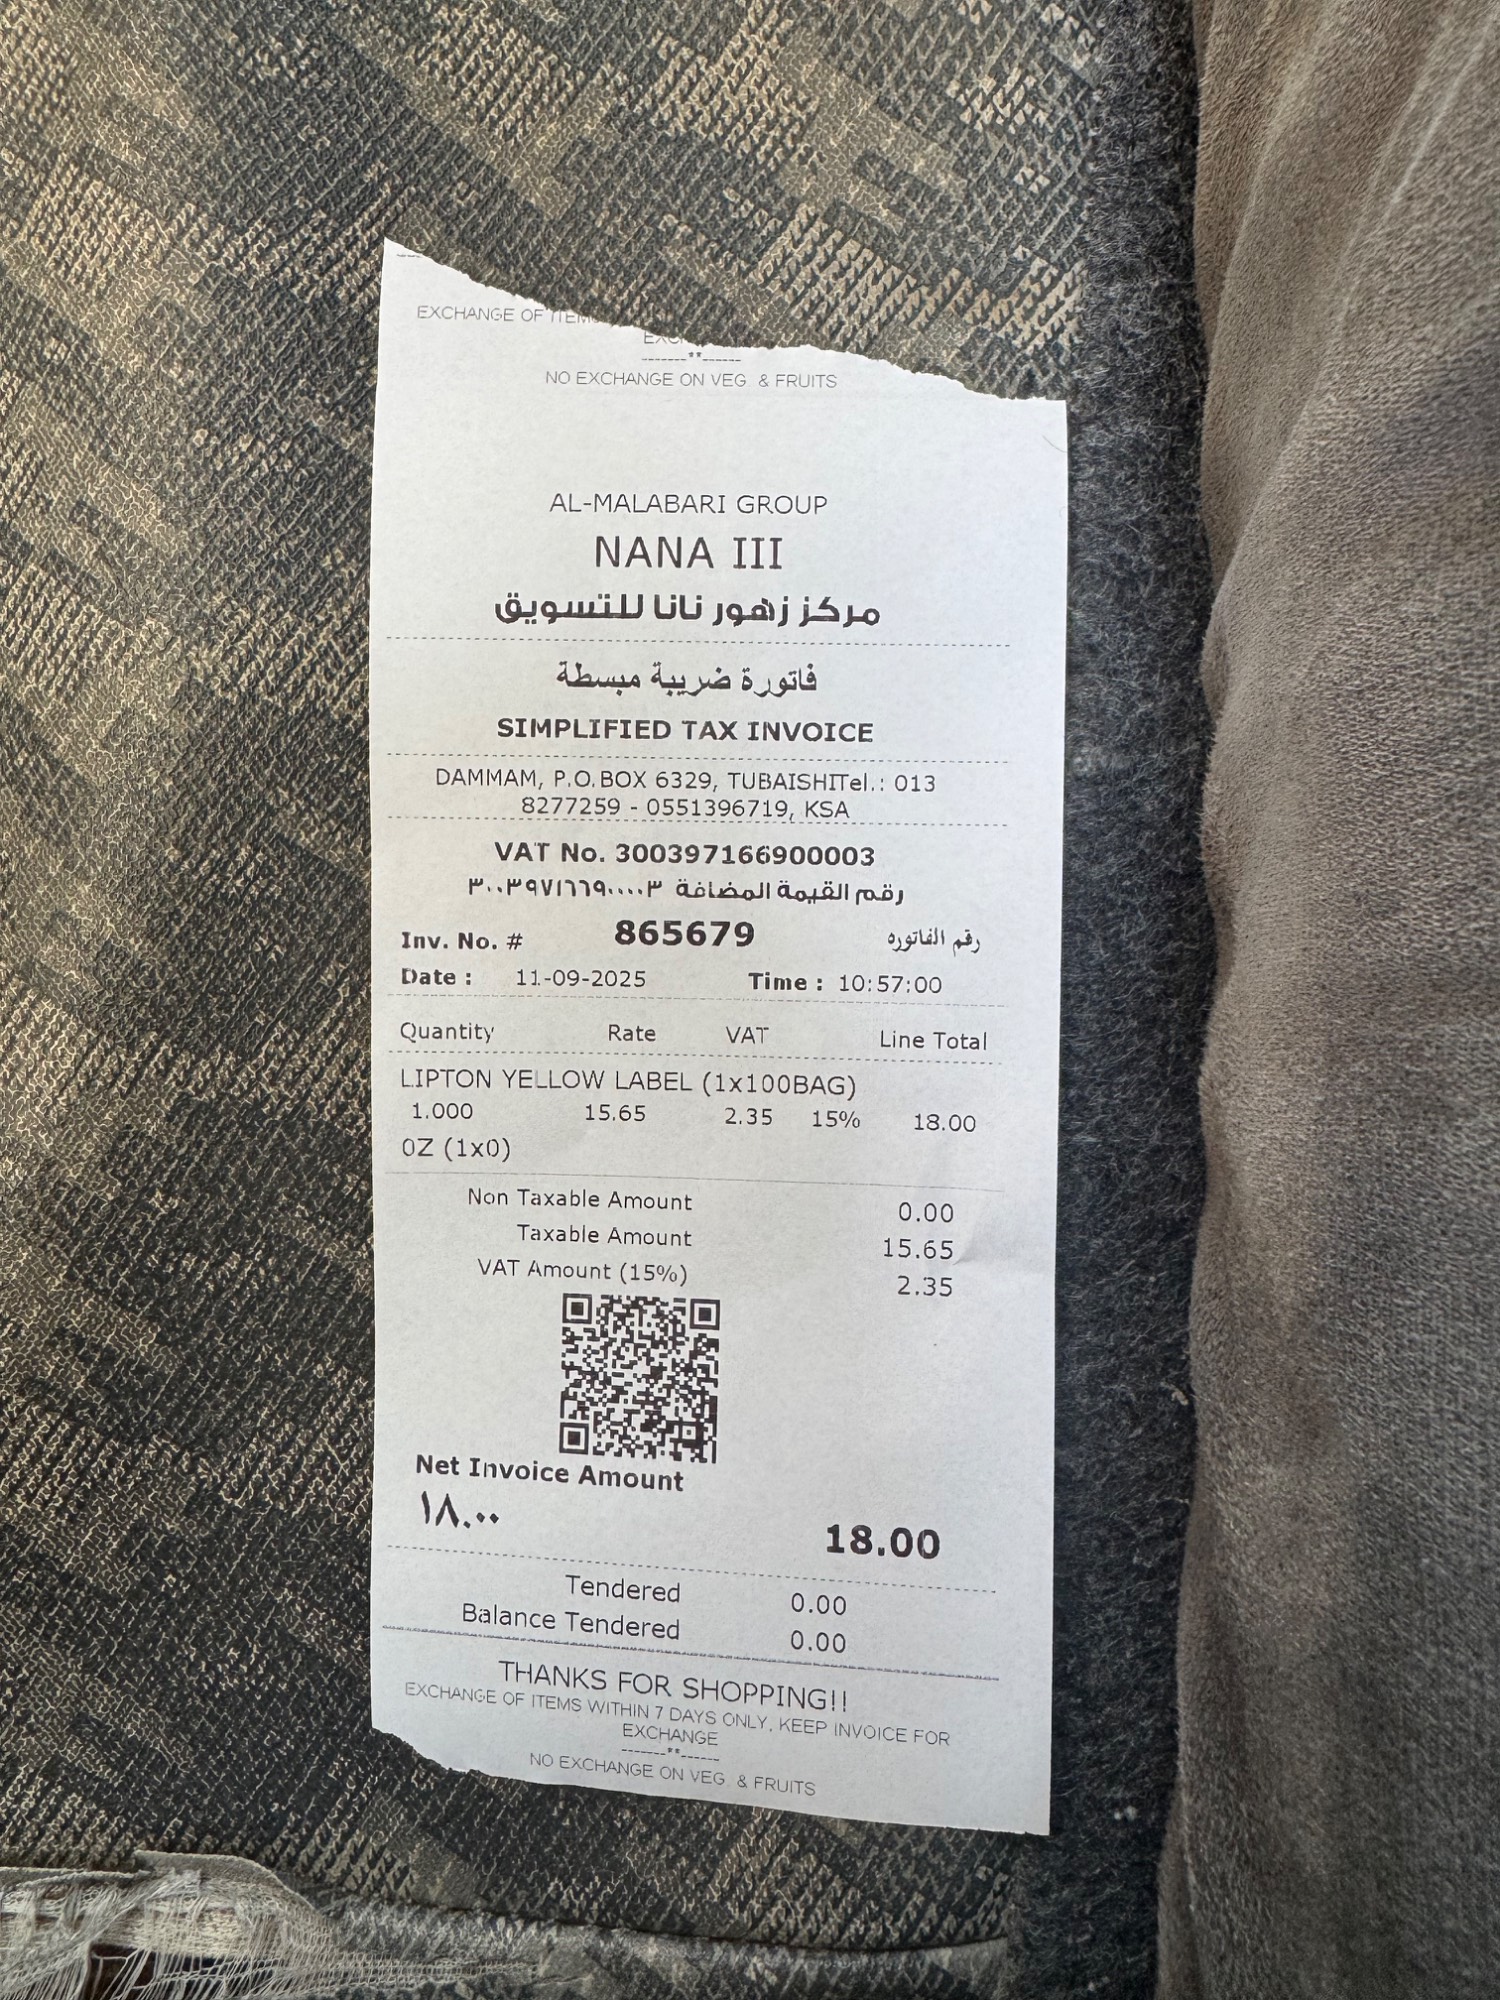 EXCHANGE OF ITEM
NO EXCHANGE ON VEG & FRUITS
AL-MALABARI GROUP
NANA III
مركز زهور نانا للتسويق
فاتورة ضريبة مبسطة
SIMPLIFIED TAX INVOICE
DAMMAM, P.O.BOX 6329, TUBAISHITel.: 013
8277259 - 0551396719, KSA
VAT No. 300397166900003
رقم القيمة المضافة ٣٠٠٣٩٧١٦٦٩٠٠٠٠٣
Inv. No. # 865679 رقم الفاتوره
Date : 11-09-2025 Time : 10:57:00
Quantity Rate VAT Line Total
LIPTON YELLOW LABEL (1x100BAG)
1.000 15.65 2.35 15% 18.00
OZ (1x0)
Non Taxable Amount 0.00
Taxable Amount 15.65
VAT Amount (15%) 2.35
Net Invoice Amount
١٨.٠٠ 18.00
Tendered 0.00
Balance Tendered 0.00
THANKS FOR SHOPPING!!
EXCHANGE OF ITEMS WITHIN 7 DAYS ONLY, KEEP INVOICE FOR
EXCHANGE
-------**------
NO EXCHANGE ON VEG & FRUITS